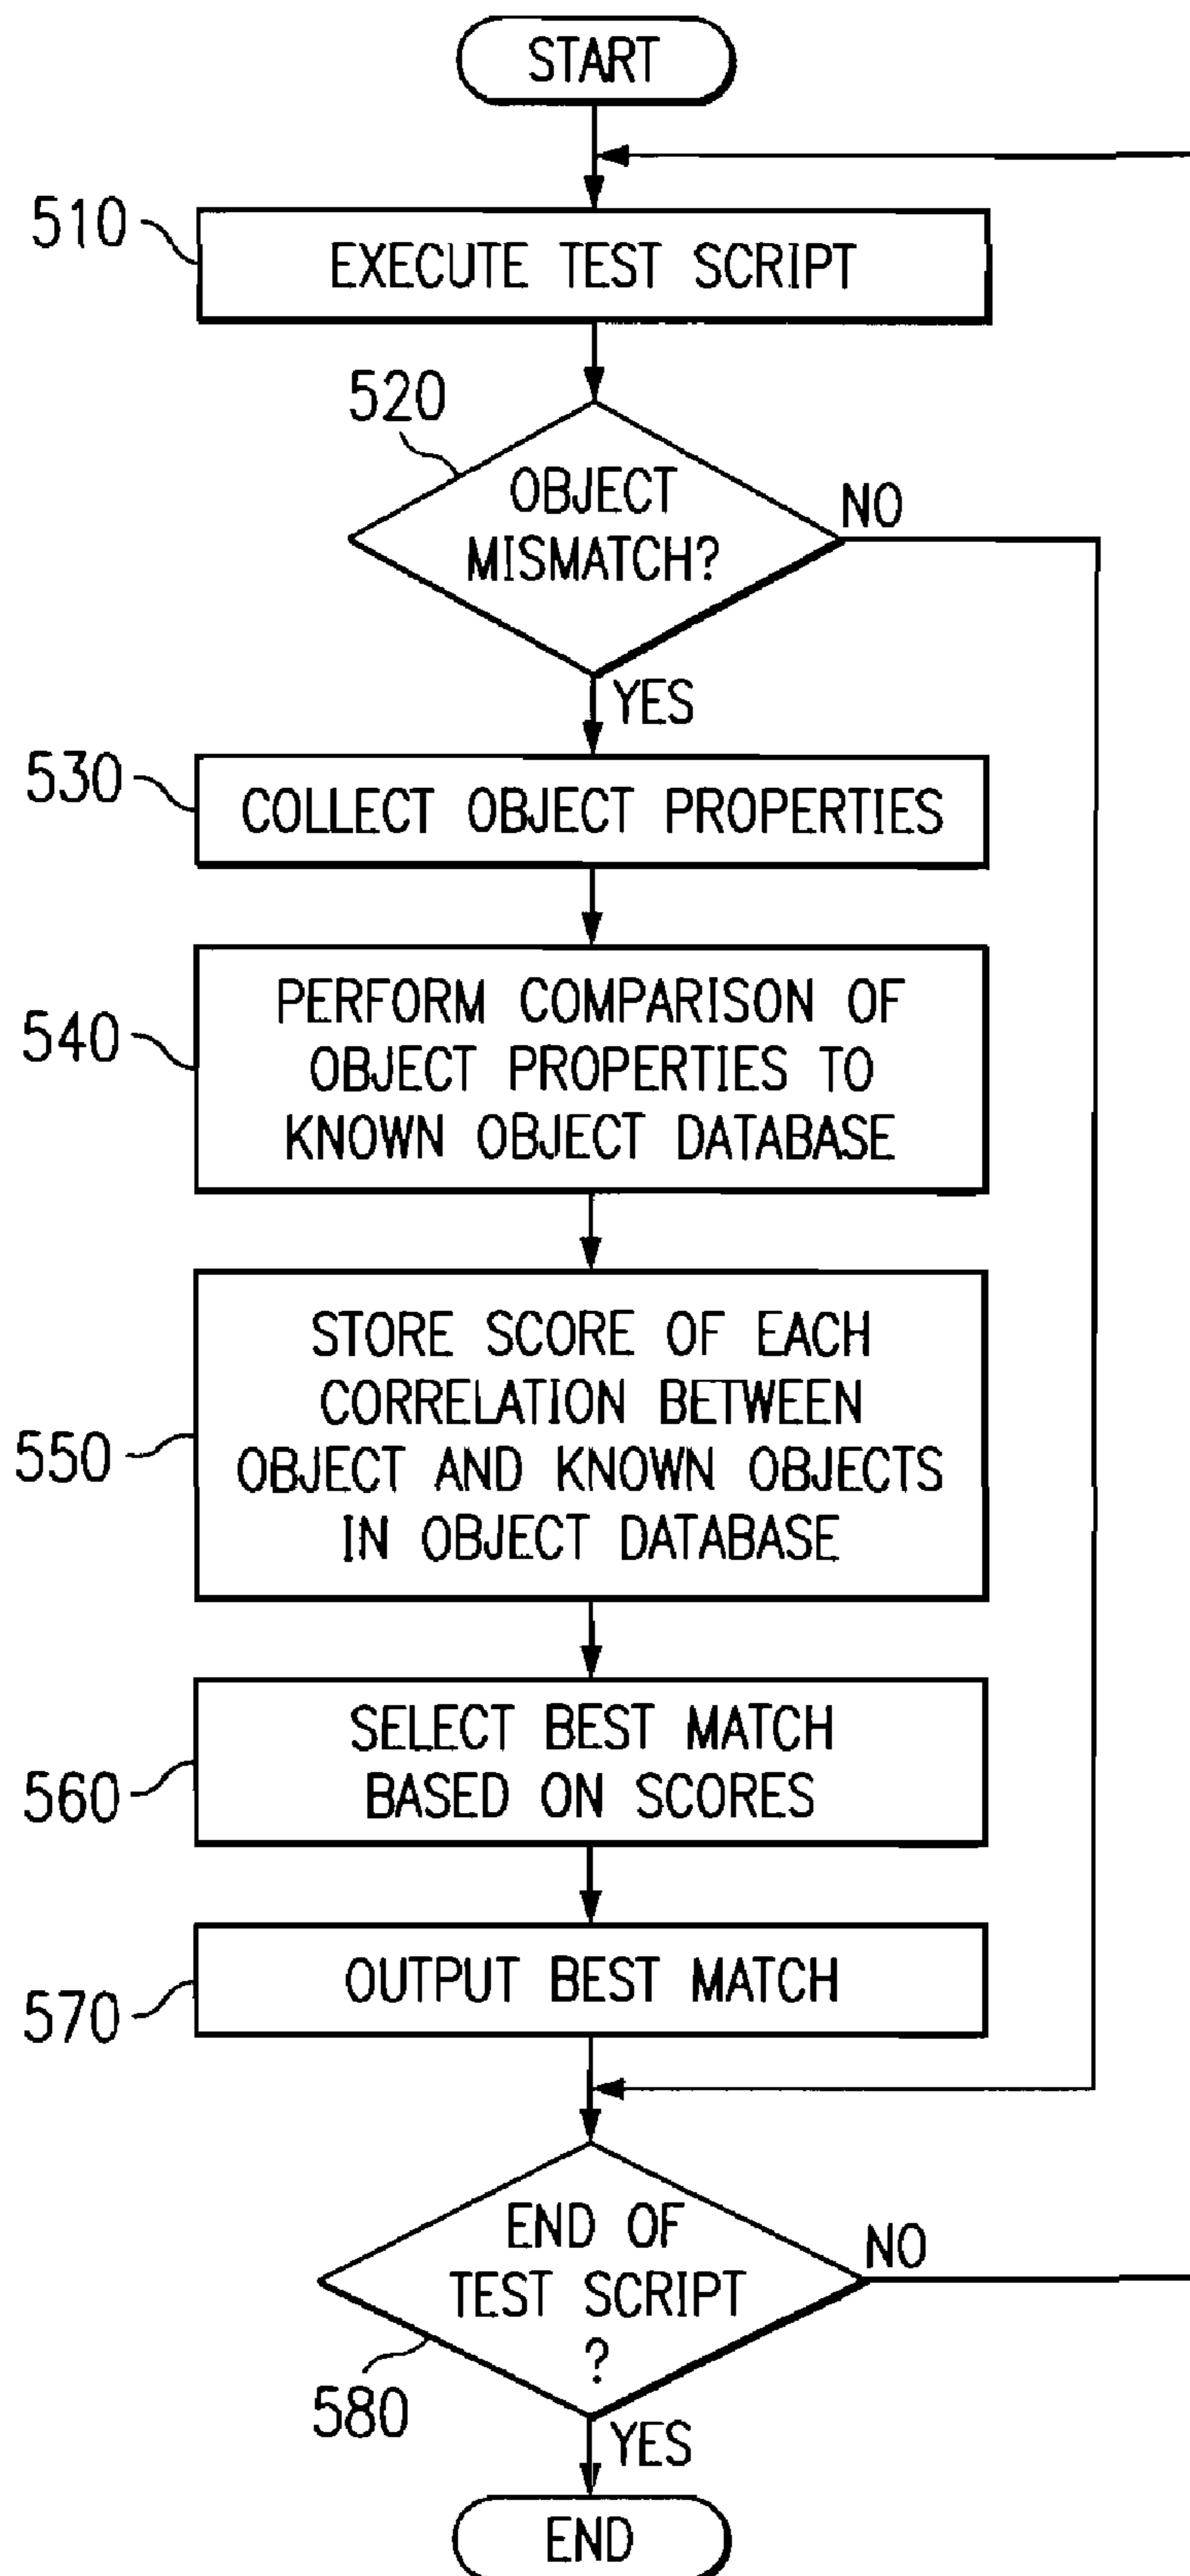 START
510
EXECUTE TEST SCRIPT
520
OBJECT
MISMATCH?
NO
YES
530
COLLECT OBJECT PROPERTIES
540
PERFORM COMPARISON OF
OBJECT PROPERTIES TO
KNOWN OBJECT DATABASE
550
STORE SCORE OF EACH
CORRELATION BETWEEN
OBJECT AND KNOWN OBJECTS
IN OBJECT DATABASE
560
SELECT BEST MATCH
BASED ON SCORES
570
OUTPUT BEST MATCH
END OF
TEST SCRIPT
?
NO
580
YES
END